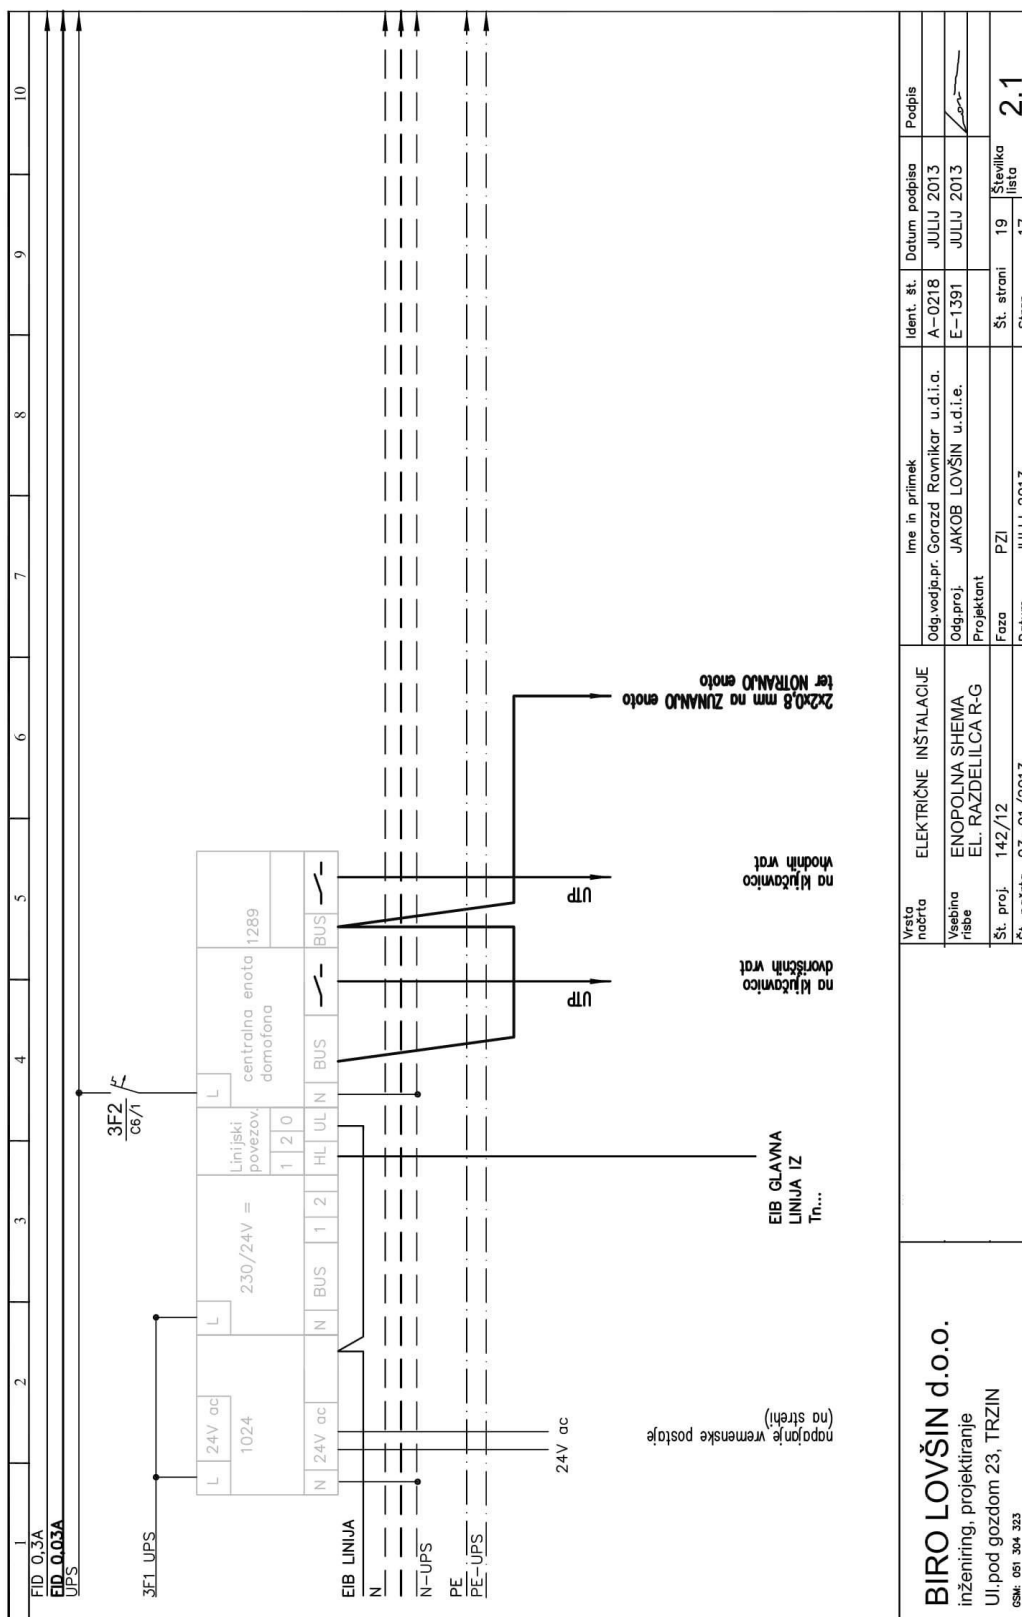 1 2 3 4 5 6 7 8 9 10
FID 0,3A
FID 0,03A
UPS
3F2
C6/1
3F1 UPS
L
24V ac
1024
N
24V ac
L
230/24V =
N
BUS
1
2
Linijski
povezov.
1 2 0
HL
UL
L
centralna enota
domofona
1289
N
BUS
BUS
EIB LINIJA
N
N-UPS
PE
PE-UPS
24V ac
napajanje vremenske postaje
(na strehi)
EIB GLAVNA
LINIJA IZ
Tn...
UTP
na ključavnico
dvoriščnih vrat
UTP
na ključavnico
vhodnih vrat
2x2x0,8 mm na ZUNANJO enoto
ter NOTRANJO enoto
BIRO LOVŠIN d.o.o.
inženiring, projektiranje
Ul.pod gozdom 23, TRZIN
GSM: 051 304 323
Vrsta
načrta
ELEKTRIČNE INŠTALACIJE
Vsebina
risbe
ENOPOLNA SHEMA
EL. RAZDELILCA R-G
Št. proj.
142/12
Ime in priimek
Ident. št.
Datum podpisa
Podpis
Odg.vodja.pr.
Gorazd Ravnikar u.d.i.a.
A-0218
JULIJ 2013
Odg.proj.
JAKOB LOVŠIN u.d.i.e.
E-1391
JULIJ 2013
Projektant
Faza
PZI
Št. strani
19
Številka
lista
2.1